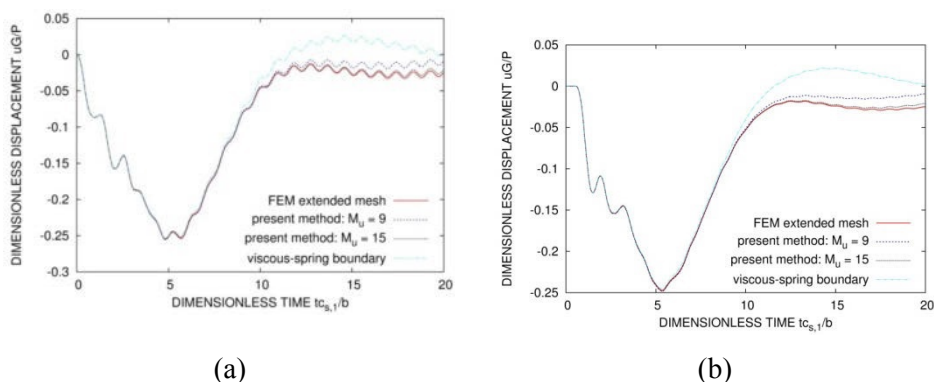 DIMENSIONLESS DISPLACEMENT uG/P
0.05
0
-0.05
-0.1
-0.15
-0.2
-0.25
-0.3
FEM extended mesh
present method: Mu = 9
present method: Mu = 15
viscous-spring boundary
0 5 10 15 20
DIMENSIONLESS TIME tcs,1/b
(a)
DIMENSIONLESS DISPLACEMENT uG/P
0.05
0
-0.05
-0.1
-0.15
-0.2
-0.25
FEM extended mesh
present method: Mu = 9
present method: Mu = 15
viscous-spring boundary
0 5 10 15 20
DIMENSIONLESS TIME tcs,1/b
(b)